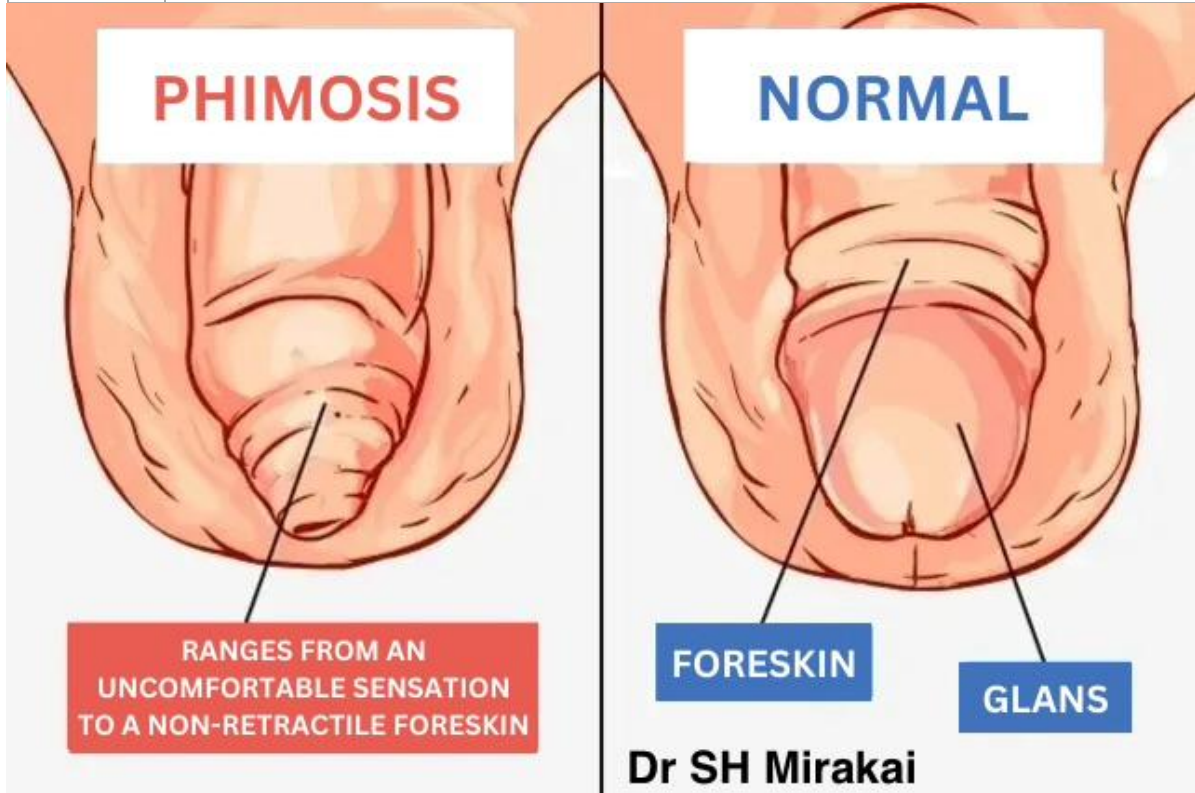 PHIMOSIS
RANGES FROM AN
UNCOMFORTABLE SENSATION
TO A NON-RETRACTILE FORESKIN
NORMAL
FORESKIN
GLANS
Dr SH Mirakai